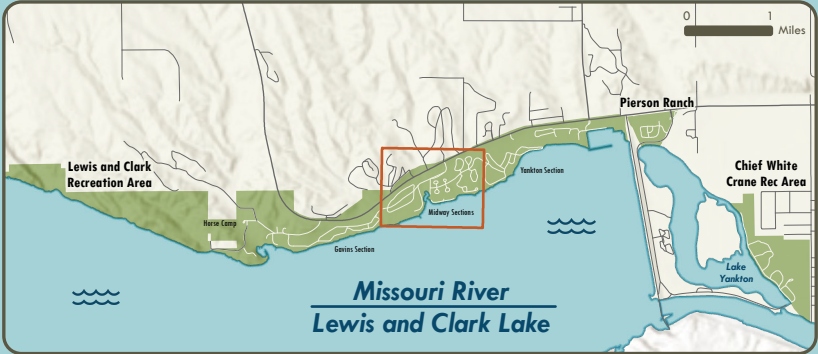 0 1
Miles
Pierson Ranch
Lewis and Clark
Recreation Area
Chief White
Crane Rec Area
Yankton Section
Midway Sections
Horse Camp
Gavins Section
Lake
Yankton
Missouri River
Lewis and Clark Lake